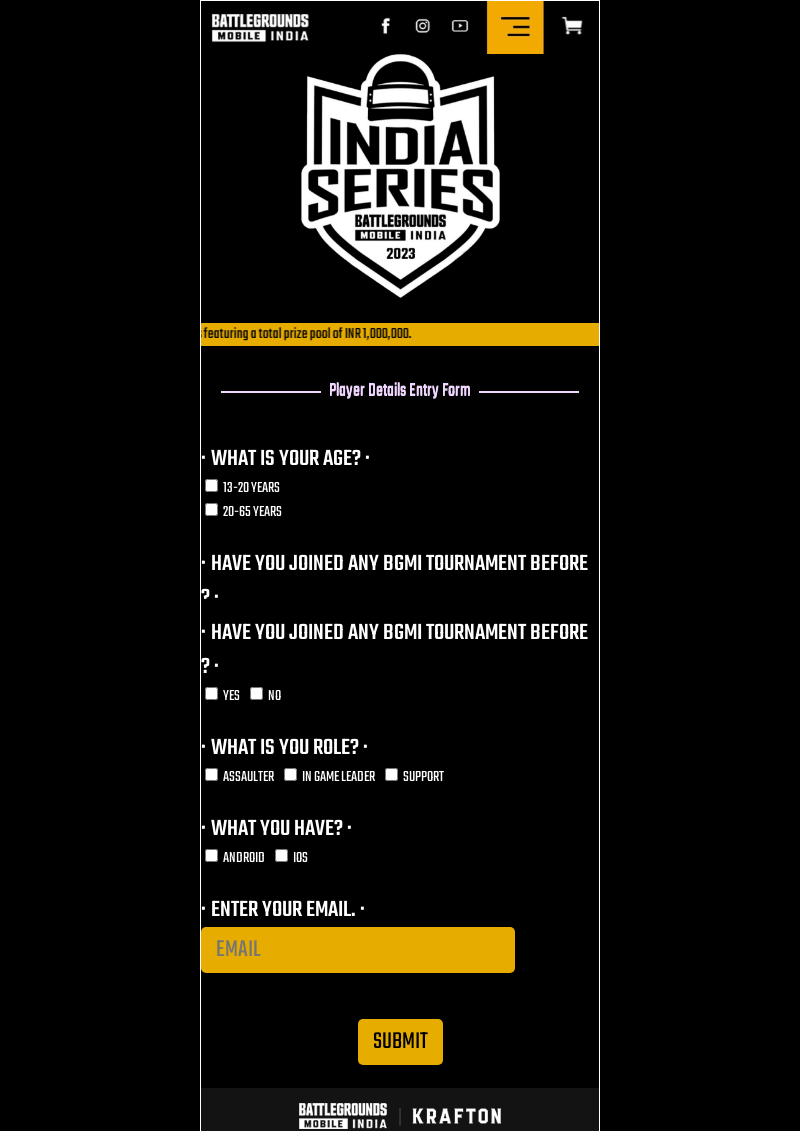 BATTLEGROUNDS
MOBILE INDIA
INDIA
SERIES
BATTLEGROUNDS
MOBILE INDIA
2023
featuring a total prize pool of INR 1,000,000.
Player Details Entry Form
· WHAT IS YOUR AGE? ·
13-20 YEARS
20-65 YEARS
· HAVE YOU JOINED ANY BGMI TOURNAMENT BEFORE
? ·
· HAVE YOU JOINED ANY BGMI TOURNAMENT BEFORE
? ·
YES NO
· WHAT IS YOU ROLE? ·
ASSAULTER IN GAME LEADER SUPPORT
· WHAT YOU HAVE? ·
ANDROID IOS
· ENTER YOUR EMAIL. ·
EMAIL
SUBMIT
BATTLEGROUNDS
MOBILE INDIA | KRAFTON